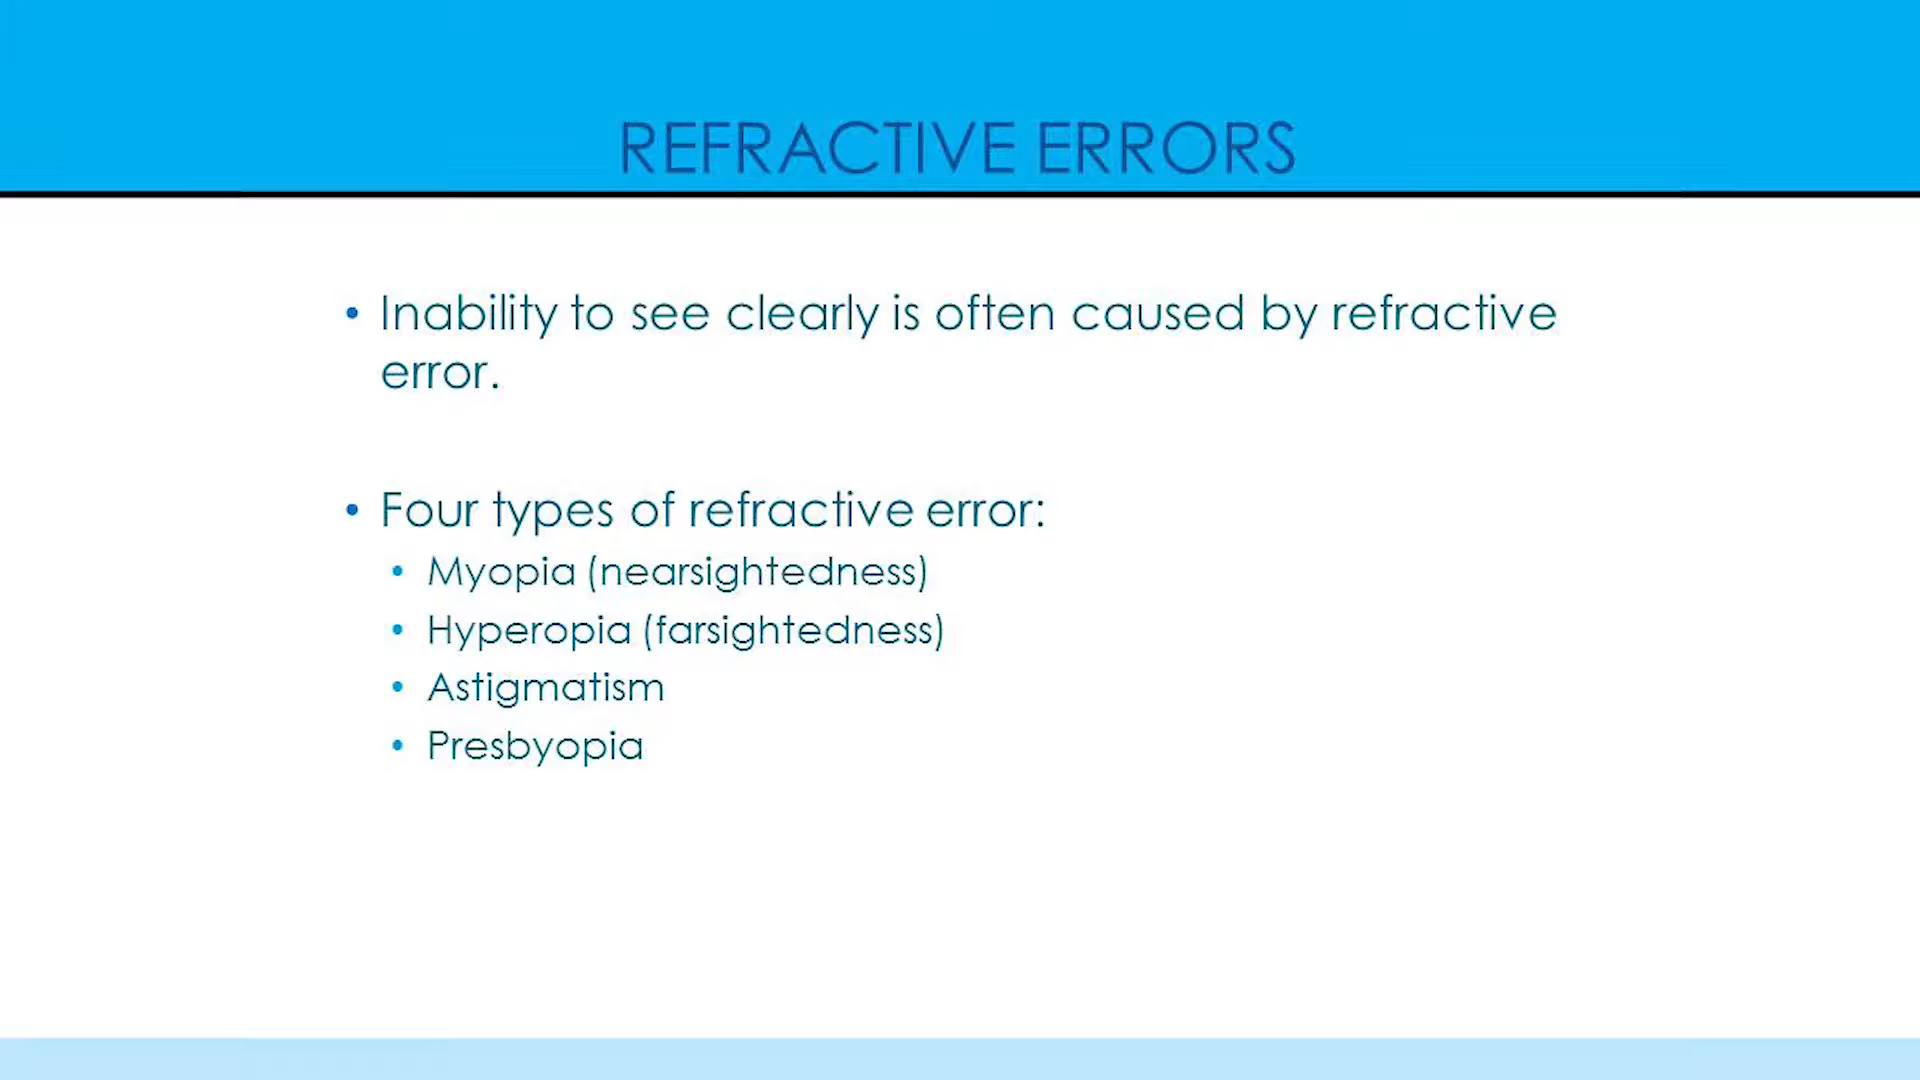 REFRACTIVE ERRORS
• Inability to see clearly is often caused by refractive
error.
• Four types of refractive error:
• Myopia (nearsightedness)
• Hyperopia (farsightedness)
• Astigmatism
• Presbyopia